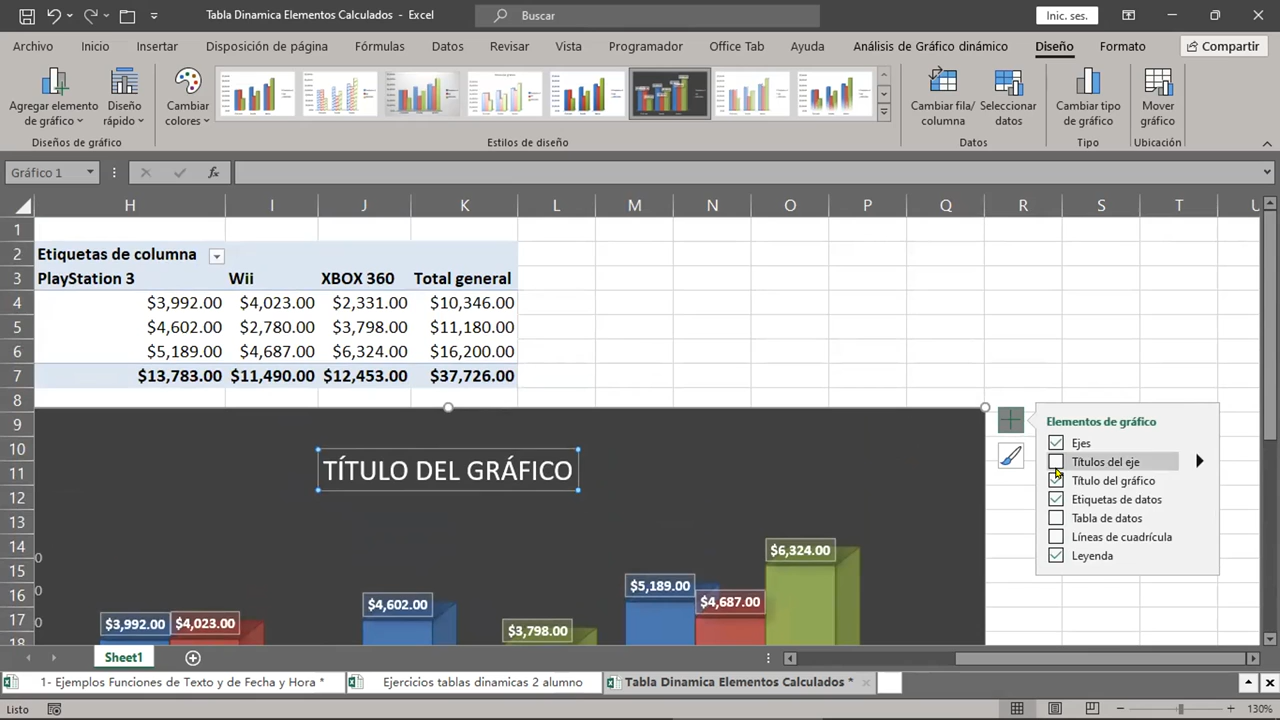 Tabla Dinamica Elementos Calculados - Excel
Buscar
Inic. ses.
Archivo Inicio Insertar Disposición de página Fórmulas Datos Revisar Vista Programador Office Tab Ayuda Análisis de Gráfico dinámico Diseño Formato Compartir
Agregar elemento de gráfico
Diseño rápido
Cambiar colores
Cambiar fila/ columna
Seleccionar datos
Cambiar tipo de gráfico
Mover gráfico
Diseños de gráfico Estilos de diseño Datos Tipo Ubicación
Gráfico 1 fx
H I J K L M N O P Q R S T U
1
2 Etiquetas de columna
3 PlayStation 3 Wii XBOX 360 Total general
4 $3,992.00 $4,023.00 $2,331.00 $10,346.00
5 $4,602.00 $2,780.00 $3,798.00 $11,180.00
6 $5,189.00 $4,687.00 $6,324.00 $16,200.00
7 $13,783.00 $11,490.00 $12,453.00 $37,726.00
8
9
10
11
12
13
14
15
16
17
18
TÍTULO DEL GRÁFICO
$6,324.00
0
$5,189.00
0
$4,687.00
$4,602.00
0
$3,992.00 $4,023.00
$3,798.00
Elementos de gráfico
Ejes
Títulos del eje
Título del gráfico
Etiquetas de datos
Tabla de datos
Líneas de cuadrícula
Leyenda
Sheet1
1- Ejemplos Funciones de Texto y de Fecha y Hora * Ejercicios tablas dinamicas 2 alumno Tabla Dinamica Elementos Calculados *
Listo 130%